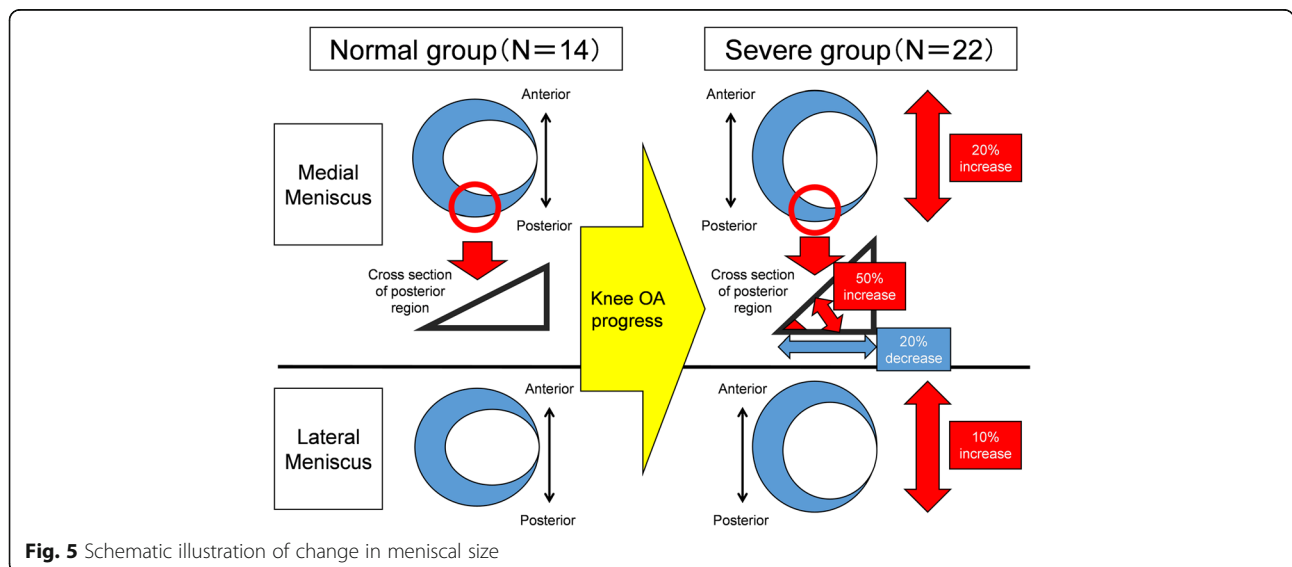 Normal group(N=14)
Severe group(N=22)
Medial
Meniscus
Anterior
Posterior
Cross section
of posterior
region
Knee OA
progress
Anterior
Posterior
20%
increase
Cross section
of posterior
region
50%
increase
20%
decrease
Lateral
Meniscus
Anterior
Posterior
Anterior
Posterior
10%
increase
Fig. 5 Schematic illustration of change in meniscal size